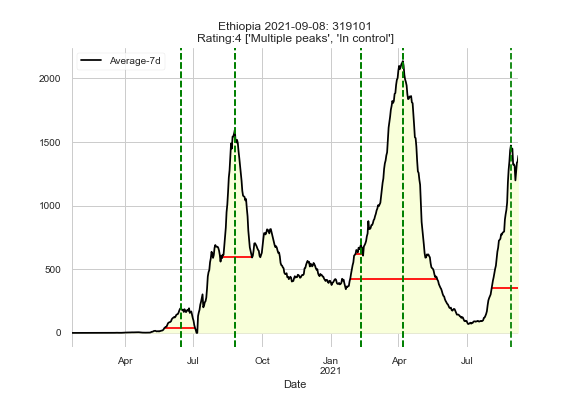 Ethiopia 2021-09-08: 319101
Rating:4 ['Multiple peaks', 'In control']
Average-7d
2000
1500
1000
500
0
Apr
Jul
Oct
Jan
2021
Apr
Jul
Date